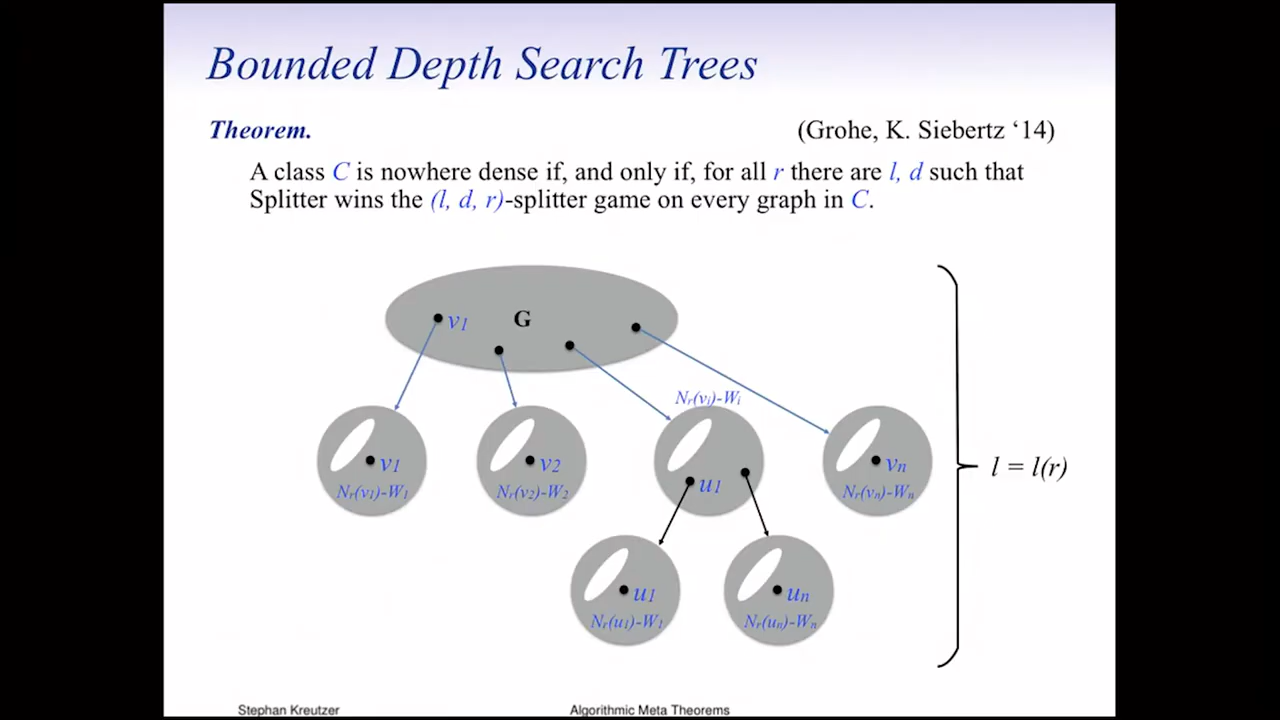 Bounded Depth Search Trees
Theorem. (Grohe, K. Siebertz ‘14)
A class C is nowhere dense if, and only if, for all r there are l, d such that
Splitter wins the (l, d, r)-splitter game on every graph in C.
v1 G
Nr(vi)-Wi
v1 v2 u1 vn
Nr(v1)-W1 Nr(v2)-W2 Nr(vn)-Wn
l = l(r)
u1 un
Nr(u1)-W1 Nr(un)-Wn
Stephan Kreutzer Algorithmic Meta Theorems